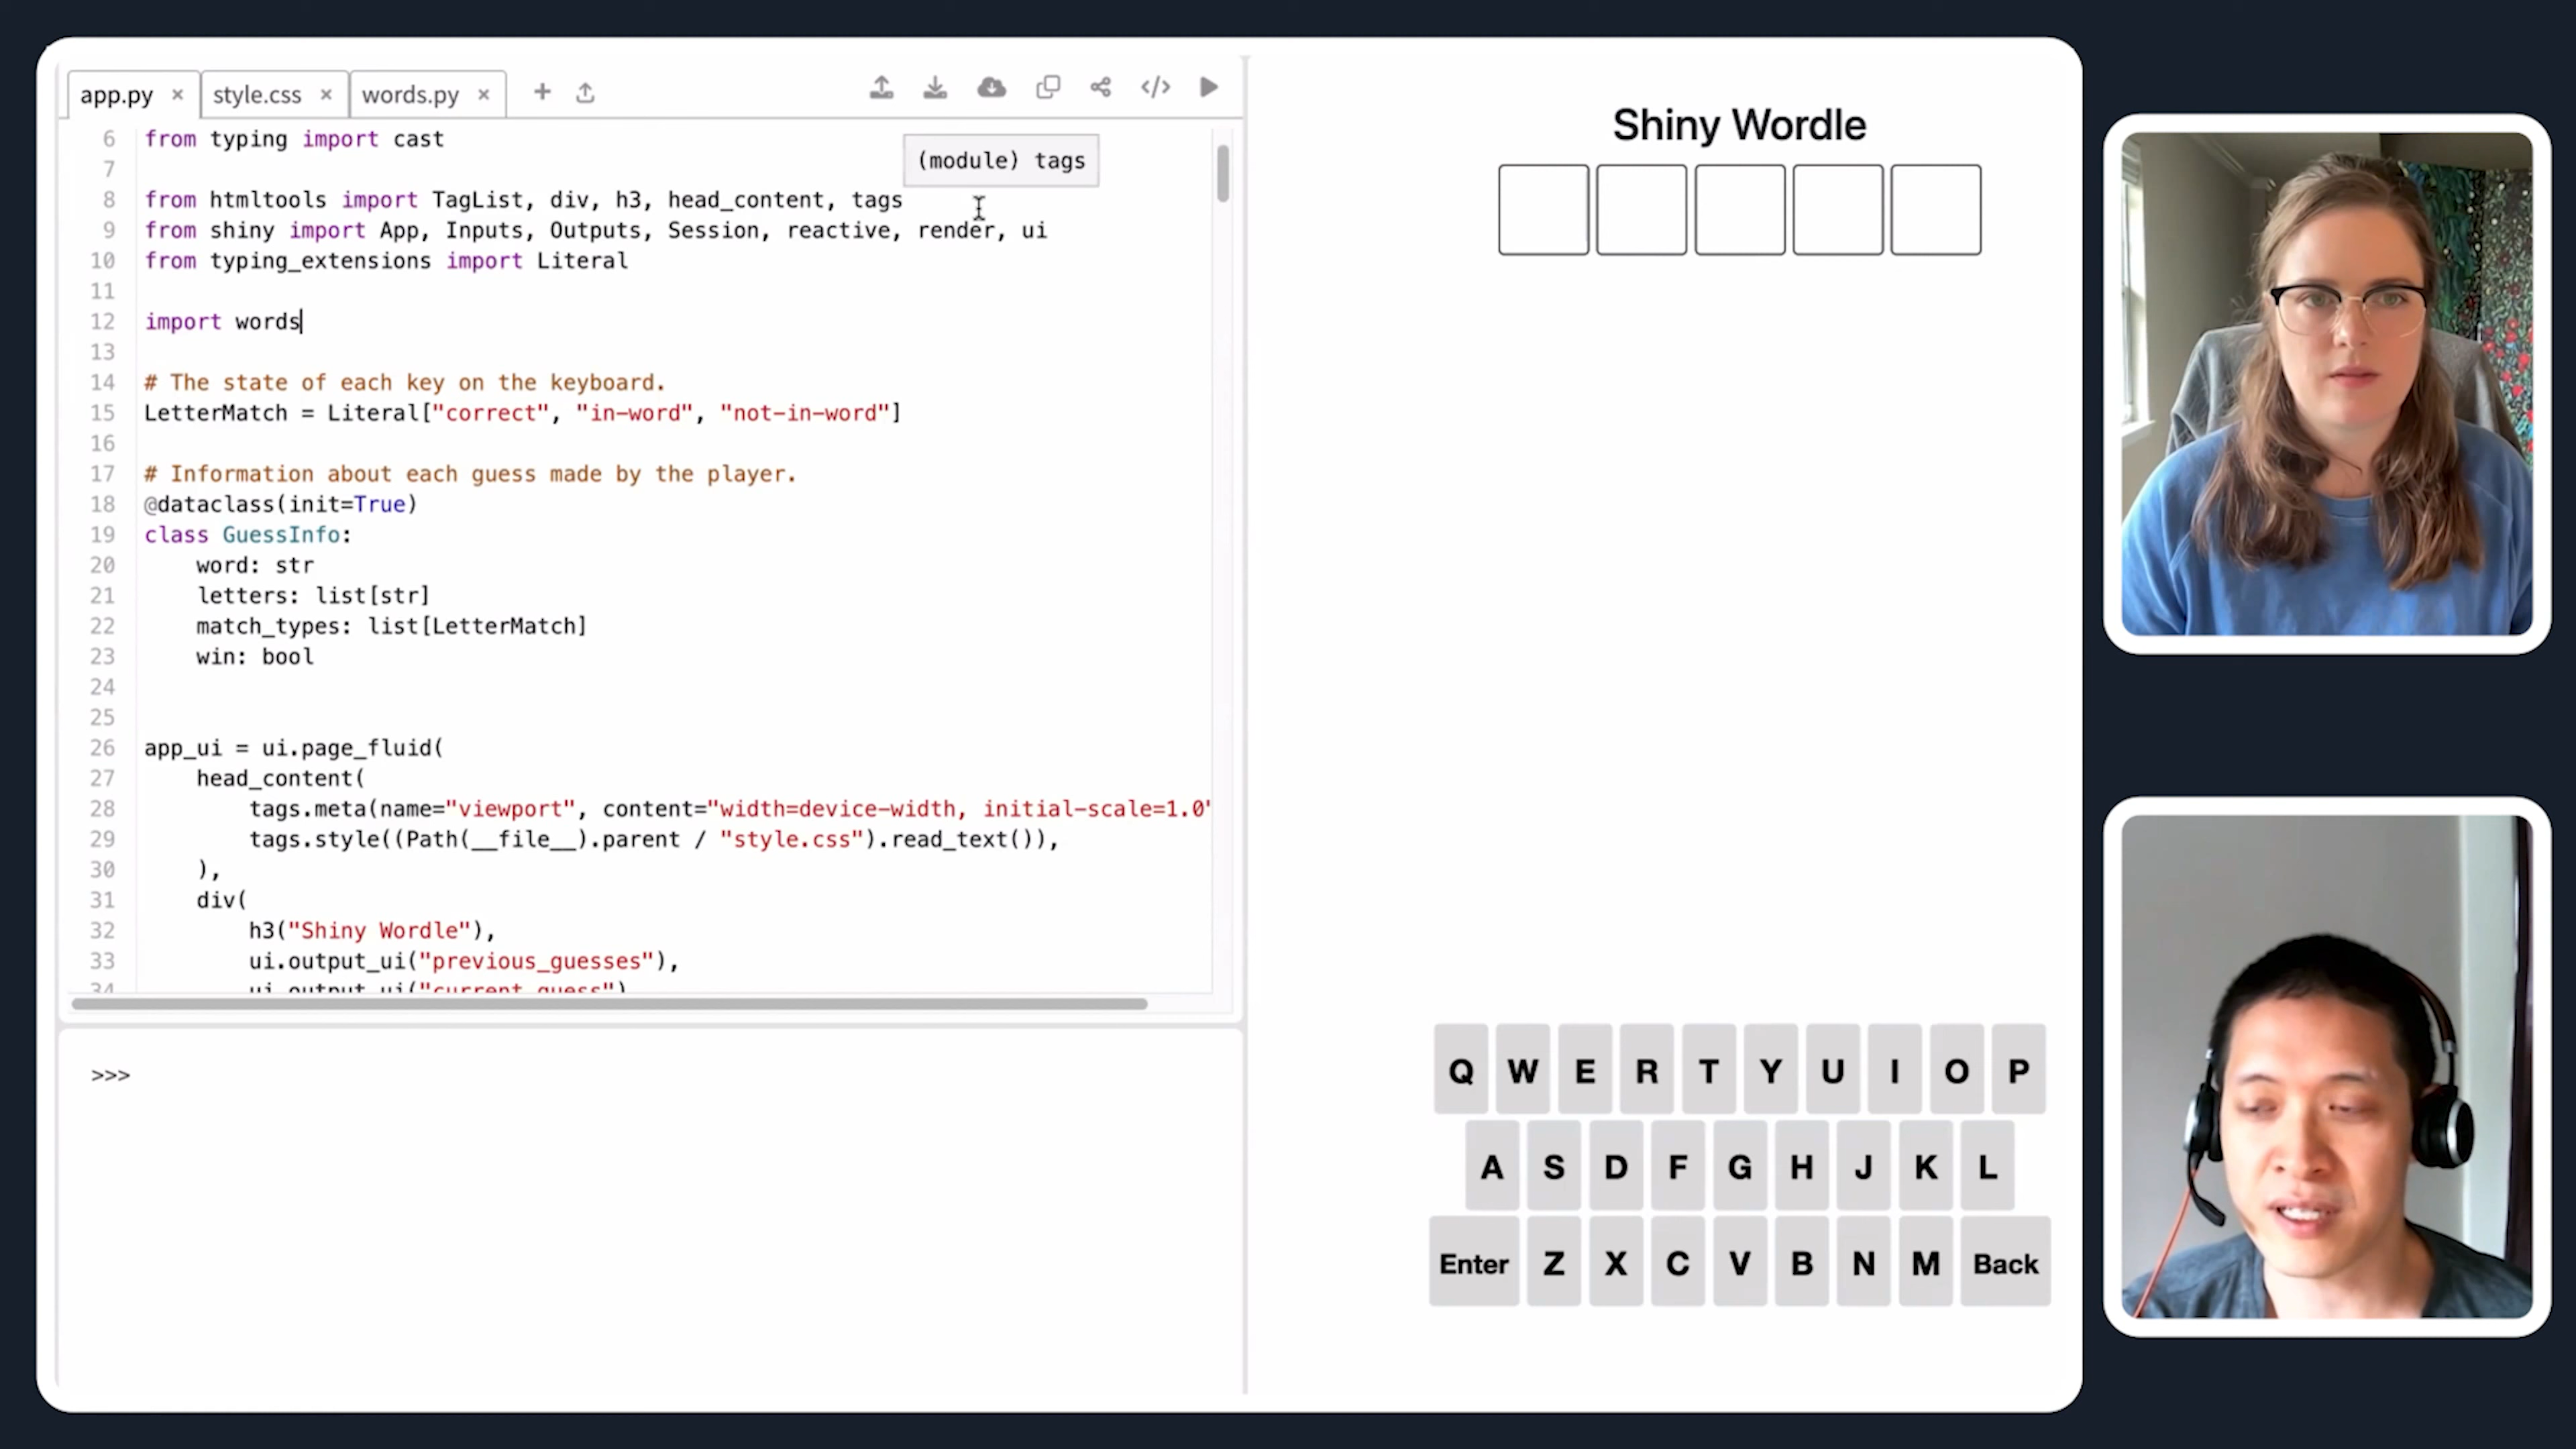 app.py × style.css × words.py × +
6 from typing import cast
(module) tags
7
8 from htmltools import TagList, div, h3, head_content, tags
9 from shiny import App, Inputs, Outputs, Session, reactive, render, ui
10 from typing_extensions import Literal
11
12 import words
13
14 # The state of each key on the keyboard.
15 LetterMatch = Literal["correct", "in-word", "not-in-word"]
16
17 # Information about each guess made by the player.
18 @dataclass(init=True)
19 class GuessInfo:
20     word: str
21     letters: list[str]
22     match_types: list[LetterMatch]
23     win: bool
24
25
26 app_ui = ui.page_fluid(
27     head_content(
28         tags.meta(name="viewport", content="width=device-width, initial-scale=1.0"
29         tags.style((Path(__file__).parent / "style.css").read_text()),
30     ),
31     div(
32         h3("Shiny Wordle"),
33         ui.output_ui("previous_guesses"),
34         ui.output_ui("current_guess")
>>>
Shiny Wordle
Q W E R T Y U I O P
A S D F G H J K L
Enter Z X C V B N M Back